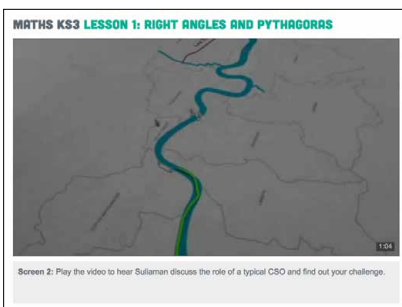 MATHS KS3 LESSON 1: RIGHT ANGLES AND PYTHAGORAS
1:04
Screen 2: Play the video to hear Suliaman discuss the role of a typical CSO and find out your challenge.